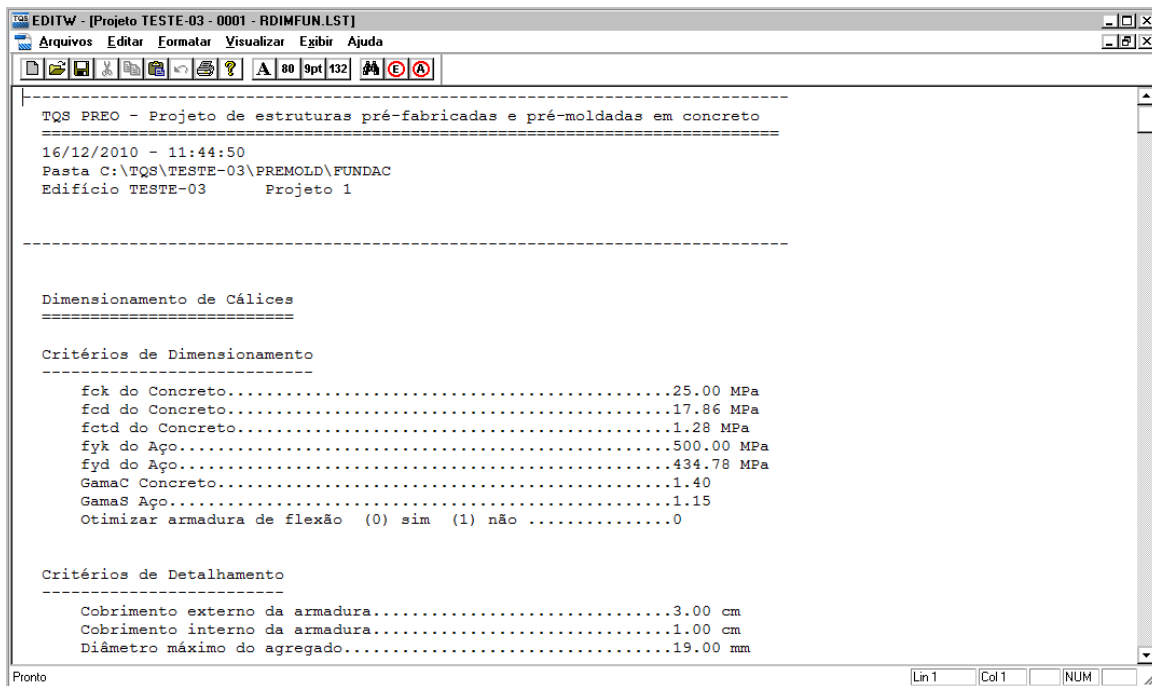 TQS EDITW - [Projeto TESTE-03 - 0001 - RDIMFUN.LST]
Arquivos Editar Formatar Visualizar Exibir Ajuda
A 80 9pt 132 E A
--------------------------------------------------------------------------------
TQS PREO - Projeto de estruturas pré-fabricadas e pré-moldadas em concreto
============================================================================
16/12/2010 - 11:44:50
Pasta C:\TQS\TESTE-03\PREMOLD\FUNDAC
Edifício TESTE-03 Projeto 1
--------------------------------------------------------------------------------
Dimensionamento de Cálices
==========================
Critérios de Dimensionamento
----------------------------
fck do Concreto..............................................25.00 MPa
fcd do Concreto..............................................17.86 MPa
fctd do Concreto.............................................1.28 MPa
fyk do Aço...................................................500.00 MPa
fyd do Aço...................................................434.78 MPa
GamaC Concreto...............................................1.40
GamaS Aço....................................................1.15
Otimizar armadura de flexão (0) sim (1) não ...............0
Critérios de Detalhamento
-------------------------
Cobrimento externo da armadura...............................3.00 cm
Cobrimento interno da armadura...............................1.00 cm
Diâmetro máximo do agregado..................................19.00 mm
Pronto Lin 1 Col 1 NUM